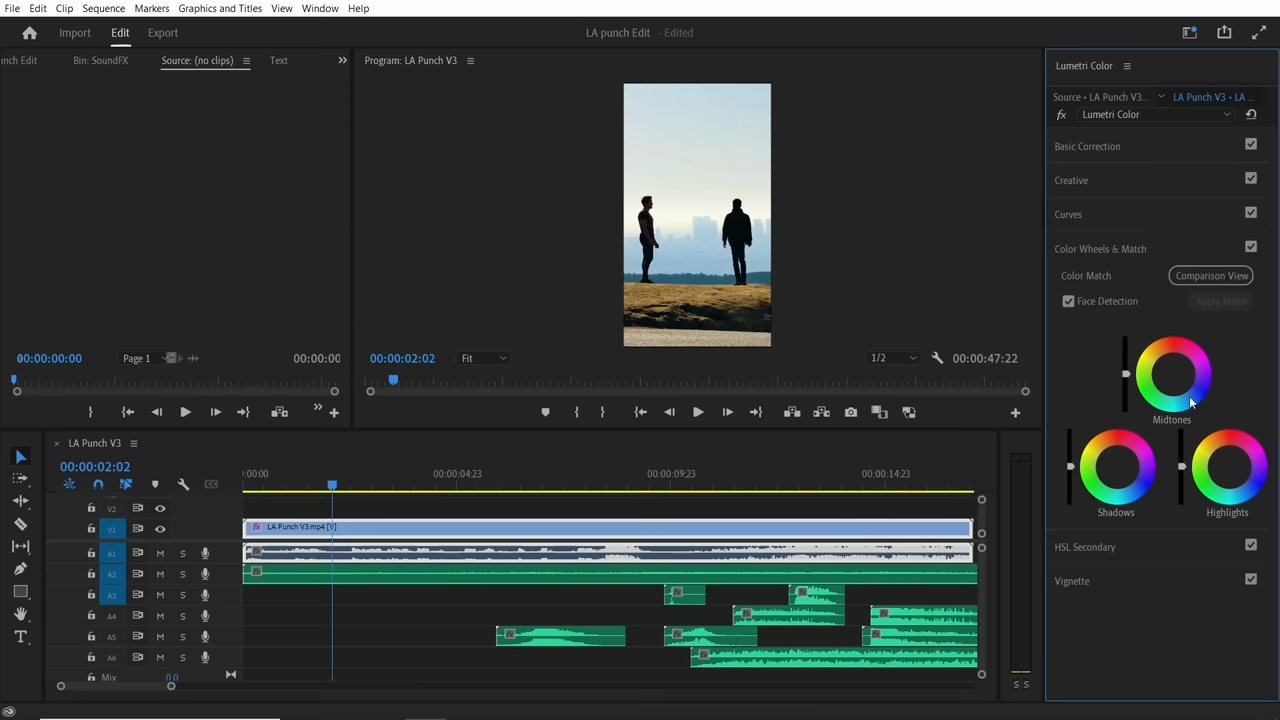 File Edit Clip Sequence Markers Graphics and Titles View Window Help
Import Edit Export
LA punch Edit - Edited
unch Edit Bin: SoundFX Source: (no clips) Text
Program: LA Punch V3
Lumetri Color
Source • LA Punch V3... LA Punch V3 • LA ...
fx Lumetri Color
Basic Correction
Creative
Curves
Color Wheels & Match
Color Match Comparison View
Face Detection Apply Match
Midtones
Shadows Highlights
HSL Secondary
Vignette
00:00:00:00 Page 1 00:00:00
00:00:02:02 Fit 1/2 00:00:47:22
LA Punch V3
00:00:02:02
:00:00 00:00:04:23 00:00:09:23 00:00:14:23
V2
V1 fx LA Punch V3.mp4 [V]
A1 M S
A2 M S
A3 M S
A4 M S
A5 M S
A6 M S
Mix 0.0
S S